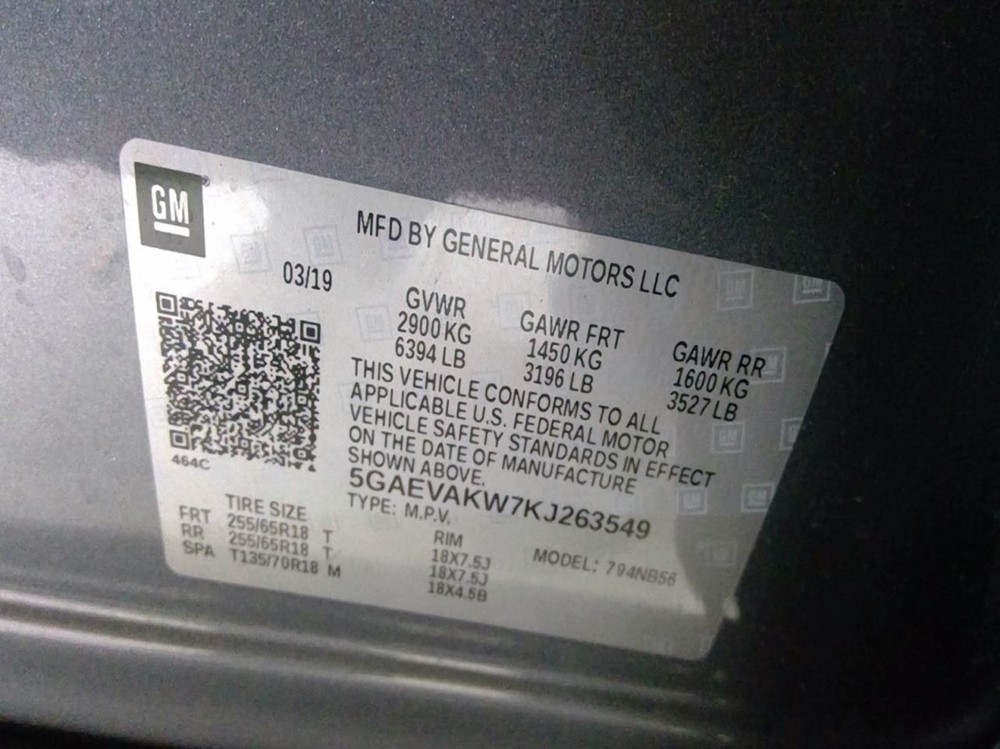 GM
MFD BY GENERAL MOTORS LLC
03/19
GVWR GAWR FRT GAWR RR
2900 KG 1450 KG 1600 KG
6394 LB 3196 LB 3527 LB
THIS VEHICLE CONFORMS TO ALL
APPLICABLE U.S. FEDERAL MOTOR
VEHICLE SAFETY STANDARDS IN EFFECT
ON THE DATE OF MANUFACTURE
SHOWN ABOVE.
464C
5GAEVAKW7KJ263549
TYPE: M.P.V. MODEL: 794NB56
TIRE SIZE RIM
FRT 255/65R18 T 18X7.5J
RR 255/65R18 T 18X7.5J
SPA T135/70R18 M 18X4.5B